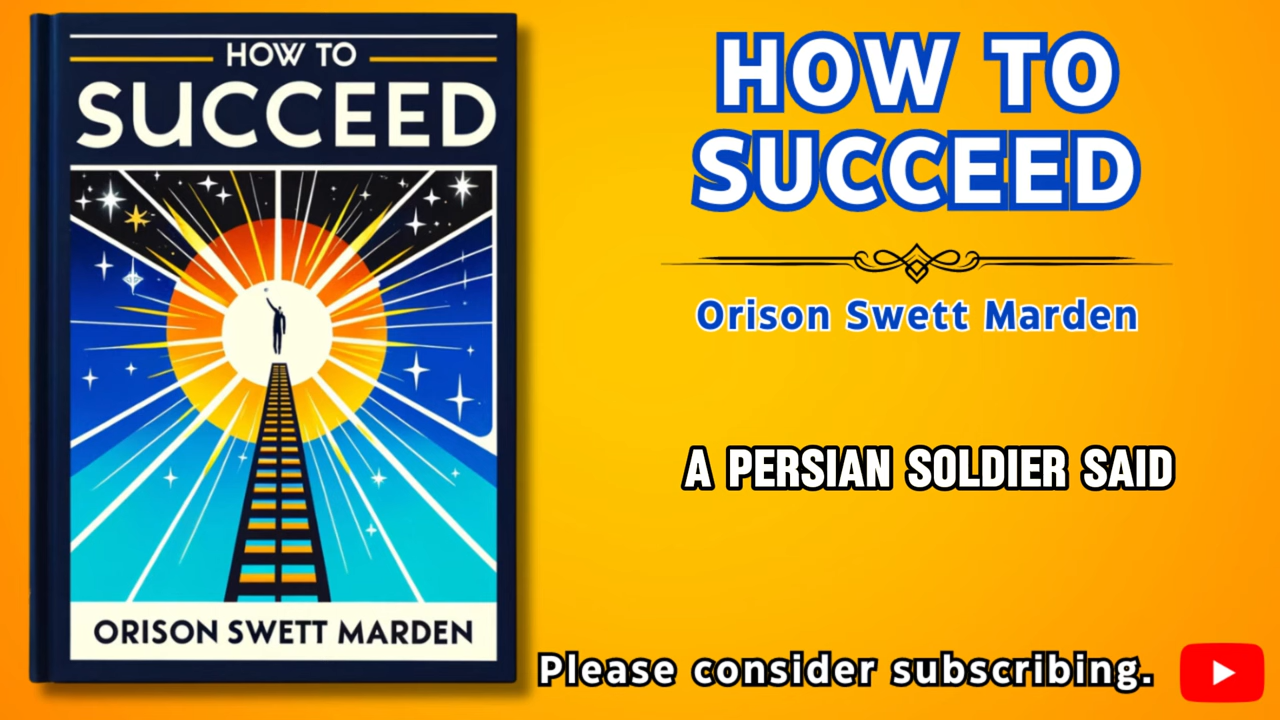 HOW TO
SUCCEED
ORISON SWETT MARDEN
HOW TO
SUCCEED
Orison Swett Marden
A PERSIAN SOLDIER SAID
Please consider subscribing.